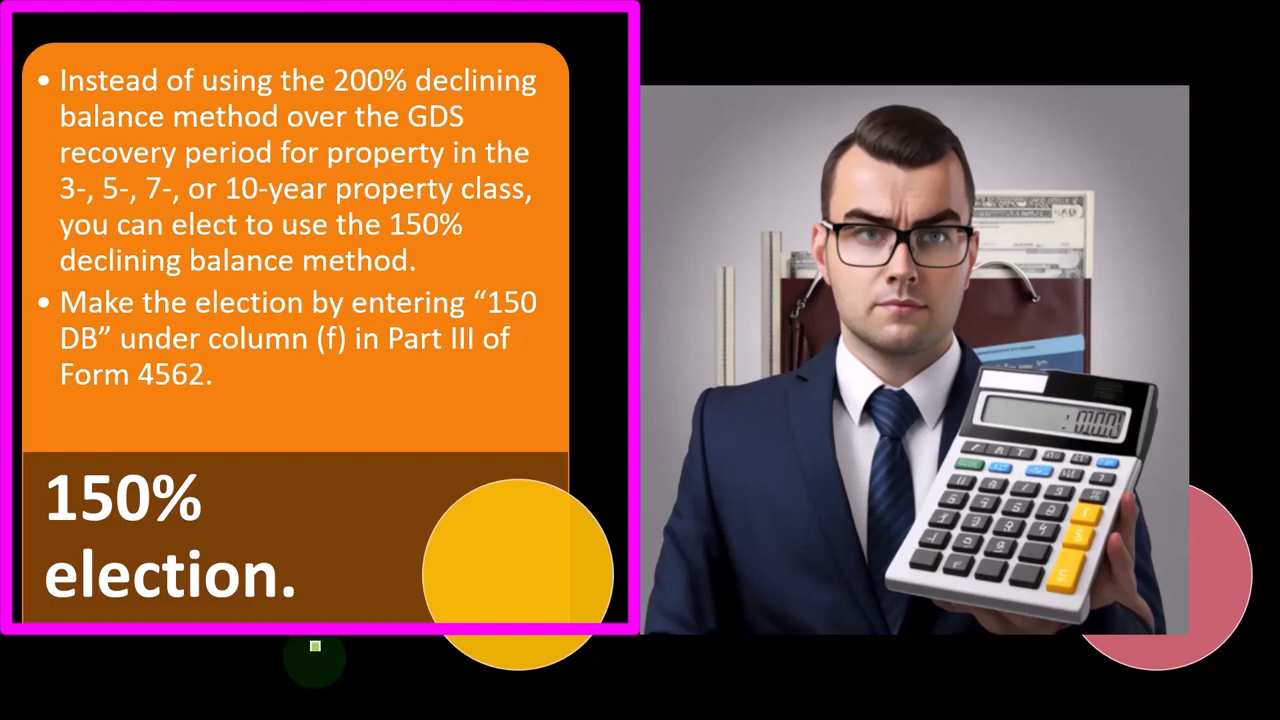 • Instead of using the 200% declining
balance method over the GDS
recovery period for property in the
3-, 5-, 7-, or 10-year property class,
you can elect to use the 150%
declining balance method.
• Make the election by entering “150
DB” under column (f) in Part III of
Form 4562.
150%
election.